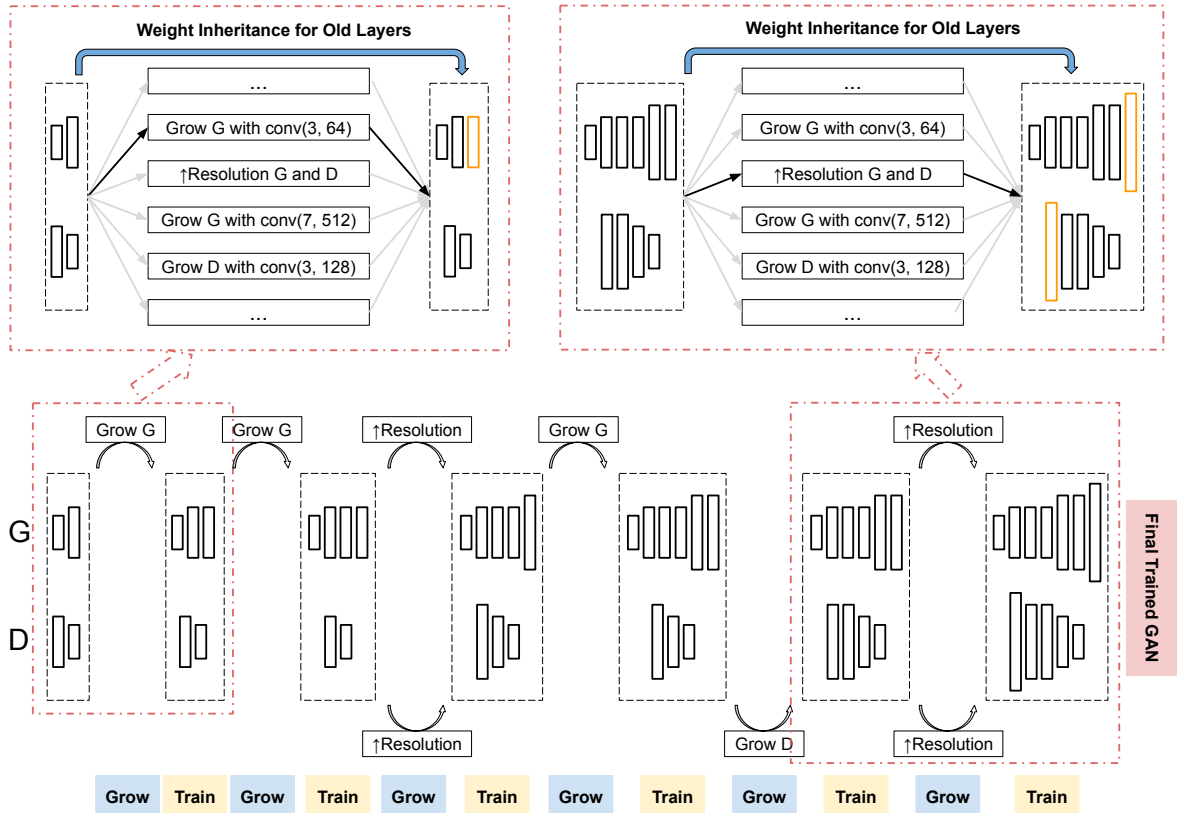 Weight Inheritance for Old Layers
...
Grow G with conv(3, 64)
↑Resolution G and D
Grow G with conv(7, 512)
Grow D with conv(3, 128)
...
Weight Inheritance for Old Layers
...
Grow G with conv(3, 64)
↑Resolution G and D
Grow G with conv(7, 512)
Grow D with conv(3, 128)
...
Grow G
Grow G
↑Resolution
Grow G
↑Resolution
G
D
Final Trained GAN
↑Resolution
Grow D
↑Resolution
Grow
Train
Grow
Train
Grow
Train
Grow
Train
Grow
Train
Grow
Train